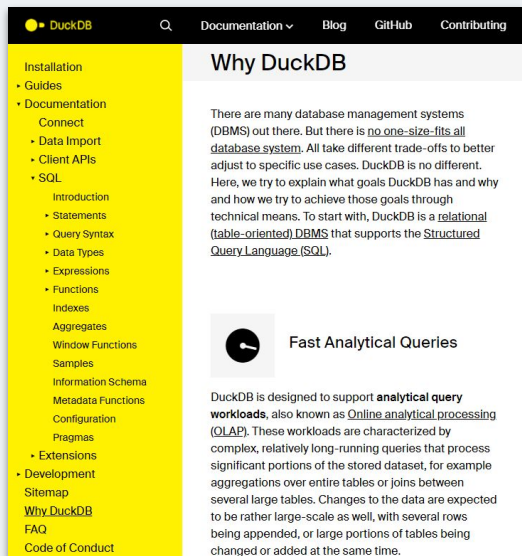 DuckDB
Documentation
Blog
GitHub
Contributing
Installation
Guides
Documentation
Connect
Data Import
Client APIs
SQL
Introduction
Statements
Query Syntax
Data Types
Expressions
Functions
Indexes
Aggregates
Window Functions
Samples
Information Schema
Metadata Functions
Configuration
Pragmas
Extensions
Development
Sitemap
Why DuckDB
FAQ
Code of Conduct
Why DuckDB
There are many database management systems
(DBMS) out there. But there is no one-size-fits all
database system. All take different trade-offs to better
adjust to specific use cases. DuckDB is no different.
Here, we try to explain what goals DuckDB has and why
and how we try to achieve those goals through
technical means. To start with, DuckDB is a relational
(table-oriented) DBMS that supports the Structured
Query Language (SQL).
Fast Analytical Queries
DuckDB is designed to support analytical query
workloads, also known as Online analytical processing
(OLAP). These workloads are characterized by
complex, relatively long-running queries that process
significant portions of the stored dataset, for example
aggregations over entire tables or joins between
several large tables. Changes to the data are expected
to be rather large-scale as well, with several rows
being appended, or large portions of tables being
changed or added at the same time.